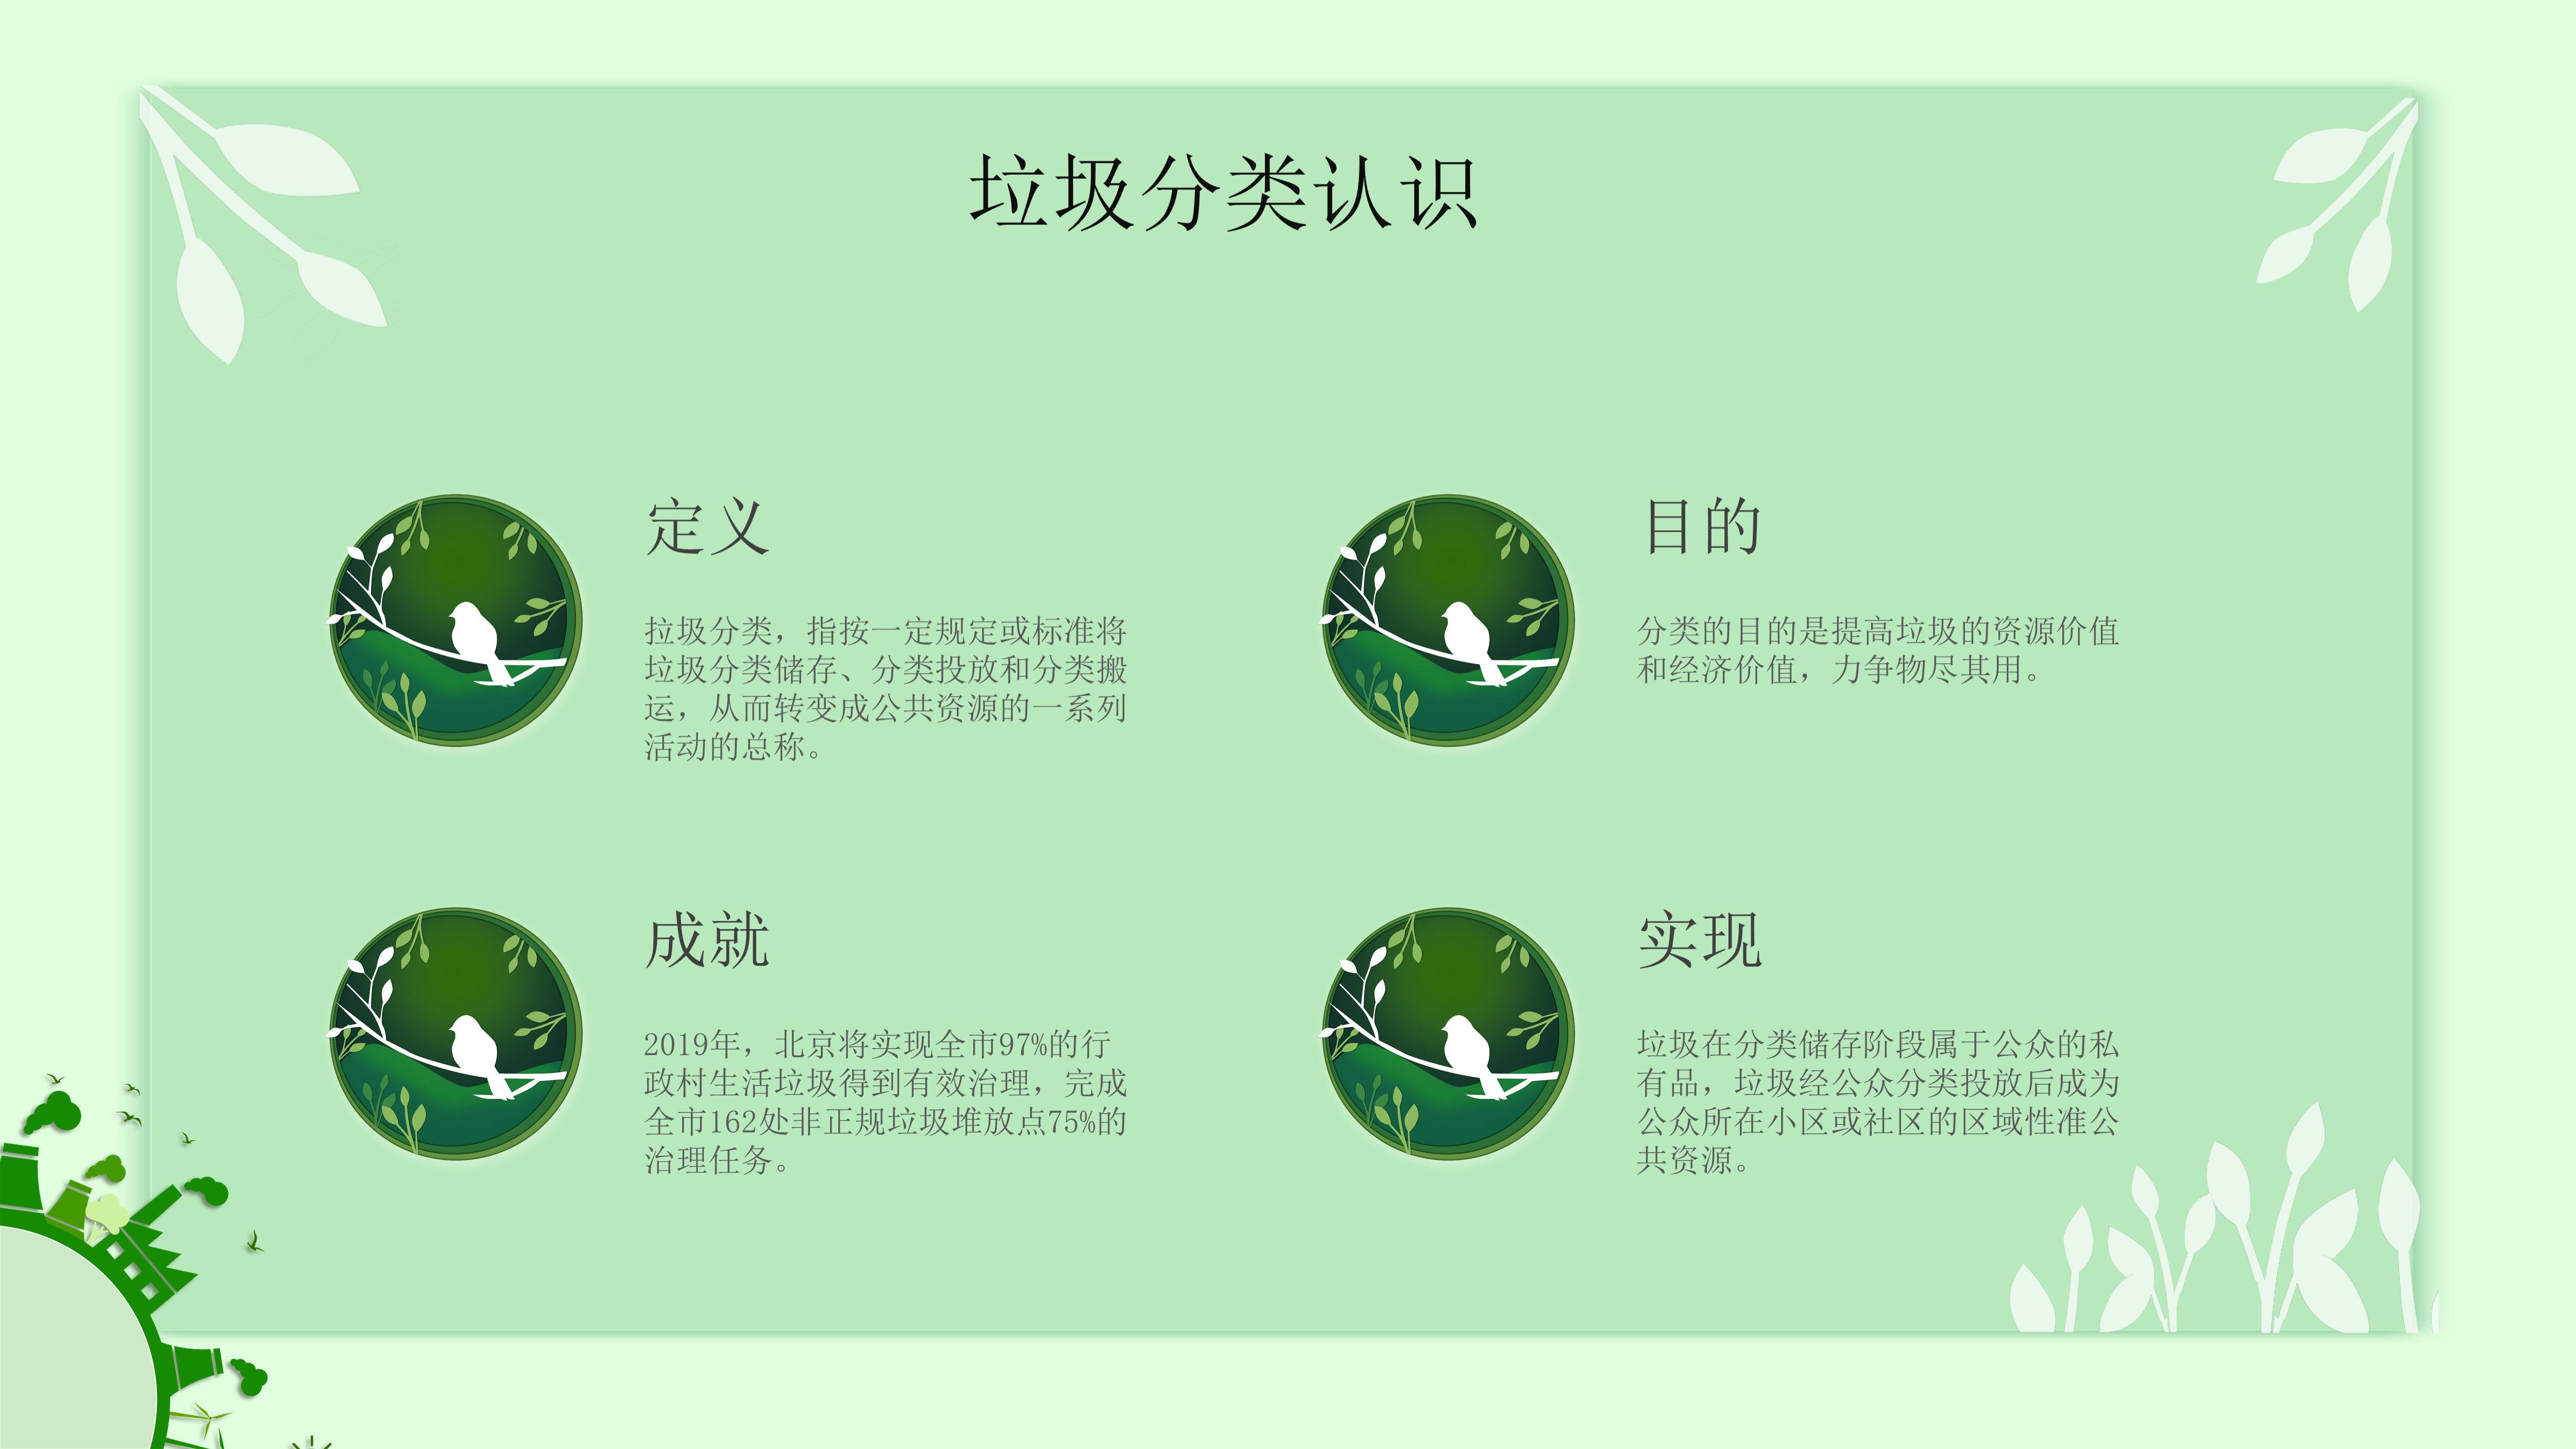 垃圾分类认识
定义
拉圾分类，指按一定规定或标准将
垃圾分类储存、分类投放和分类搬
运，从而转变成公共资源的一系列
活动的总称。
目的
分类的目的是提高垃圾的资源价值
和经济价值，力争物尽其用。
成就
2019年，北京将实现全市97%的行
政村生活垃圾得到有效治理，完成
全市162处非正规垃圾堆放点75%的
治理任务。
实现
垃圾在分类储存阶段属于公众的私
有品，垃圾经公众分类投放后成为
公众所在小区或社区的区域性准公
共资源。